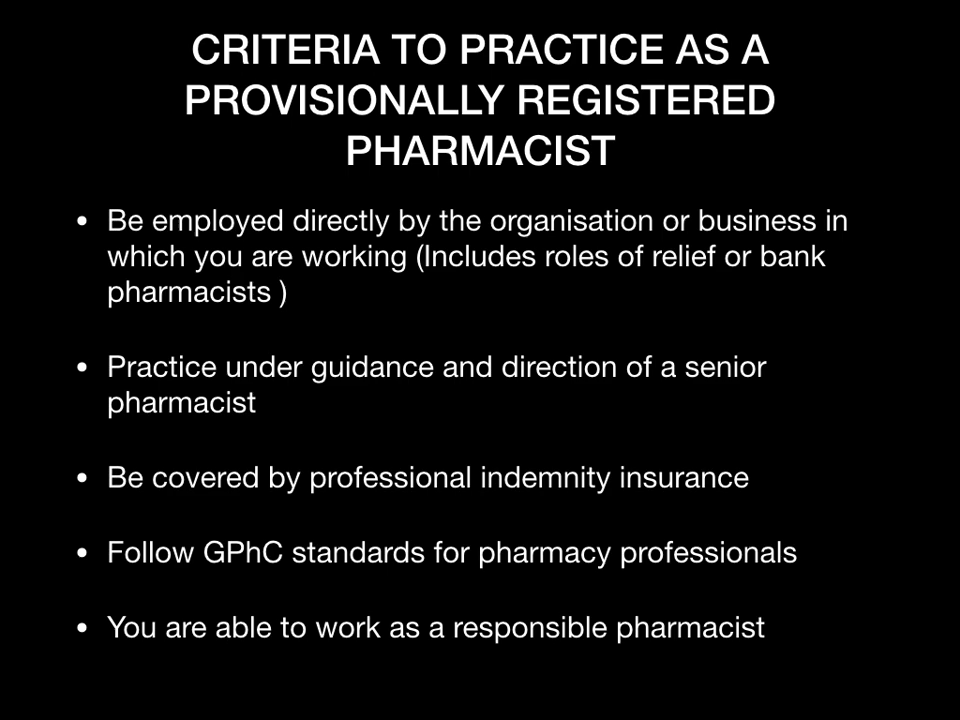 CRITERIA TO PRACTICE AS A
PROVISIONALLY REGISTERED
PHARMACIST
• Be employed directly by the organisation or business in
which you are working (Includes roles of relief or bank
pharmacists )
• Practice under guidance and direction of a senior
pharmacist
• Be covered by professional indemnity insurance
• Follow GPhC standards for pharmacy professionals
• You are able to work as a responsible pharmacist